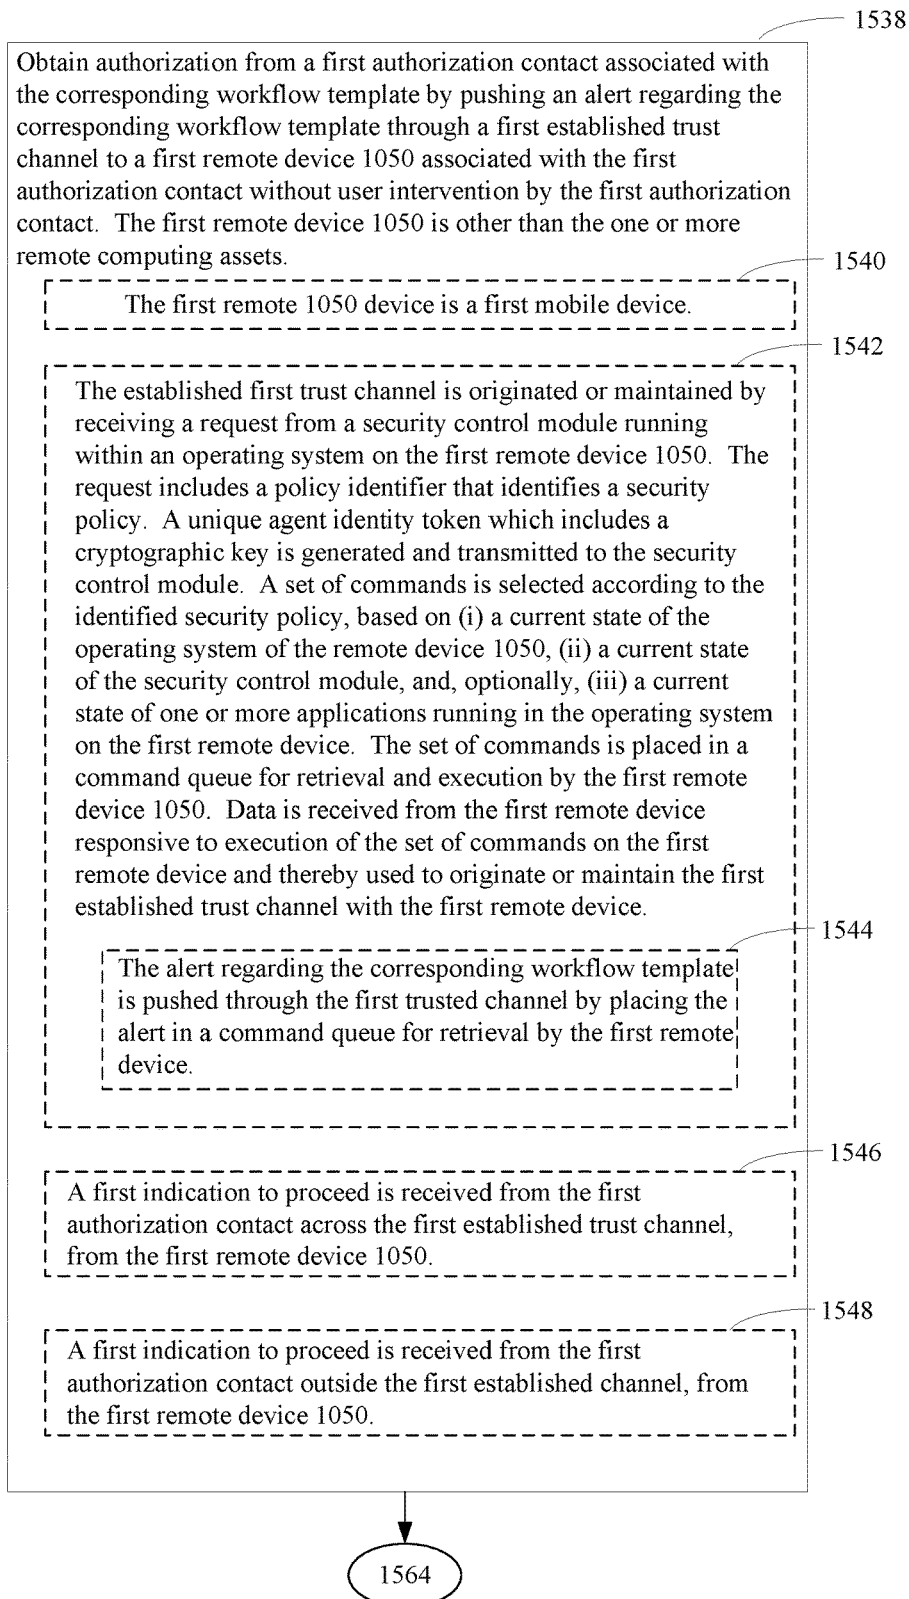 1538
Obtain authorization from a first authorization contact associated with
the corresponding workflow template by pushing an alert regarding the
corresponding workflow template through a first established trust
channel to a first remote device 1050 associated with the first
authorization contact without user intervention by the first authorization
contact.  The first remote device 1050 is other than the one or more
remote computing assets.
1540
The first remote 1050 device is a first mobile device.
1542
The established first trust channel is originated or maintained by
receiving a request from a security control module running
within an operating system on the first remote device 1050.  The
request includes a policy identifier that identifies a security
policy.  A unique agent identity token which includes a
cryptographic key is generated and transmitted to the security
control module.  A set of commands is selected according to the
identified security policy, based on (i) a current state of the
operating system of the remote device 1050, (ii) a current state
of the security control module, and, optionally, (iii) a current
state of one or more applications running in the operating system
on the first remote device.  The set of commands is placed in a
command queue for retrieval and execution by the first remote
device 1050.  Data is received from the first remote device
responsive to execution of the set of commands on the first
remote device and thereby used to originate or maintain the first
established trust channel with the first remote device.
1544
The alert regarding the corresponding workflow template
is pushed through the first trusted channel by placing the
alert in a command queue for retrieval by the first remote
device.
1546
A first indication to proceed is received from the first
authorization contact across the first established trust channel,
from the first remote device 1050.
1548
A first indication to proceed is received from the first
authorization contact outside the first established channel, from
the first remote device 1050.
1564